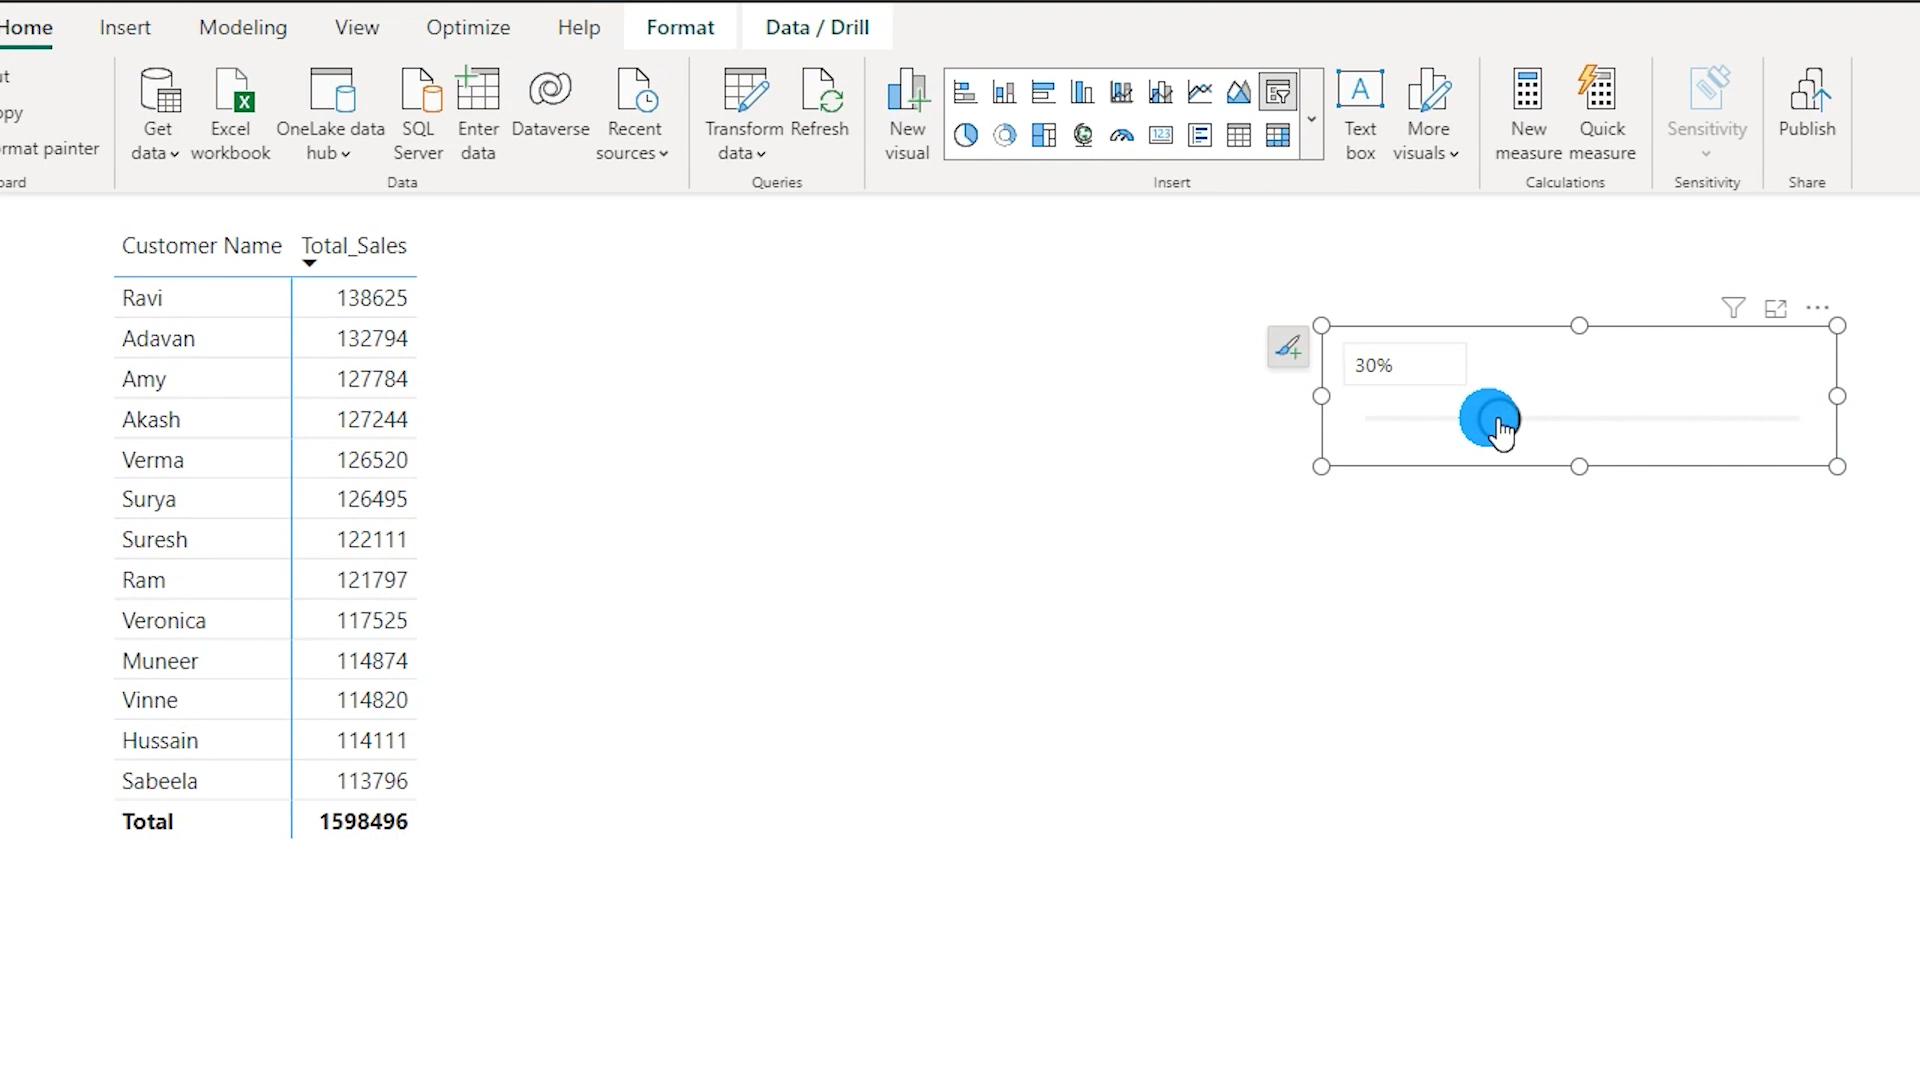 Home Insert Modeling View Optimize Help Format Data / Drill
Get data
Excel workbook
OneLake data hub
SQL Server
Enter data
Dataverse
Recent sources
Transform data
Refresh
New visual
123
A
Text box
More visuals
New measure
Quick measure
Sensitivity
Publish
rmat painter
Data
Queries
Insert
Calculations
Sensitivity
Share
Customer Name Total_Sales
Ravi 138625
Adavan 132794
Amy 127784
Akash 127244
Verma 126520
Surya 126495
Suresh 122111
Ram 121797
Veronica 117525
Muneer 114874
Vinne 114820
Hussain 114111
Sabeela 113796
Total 1598496
30%